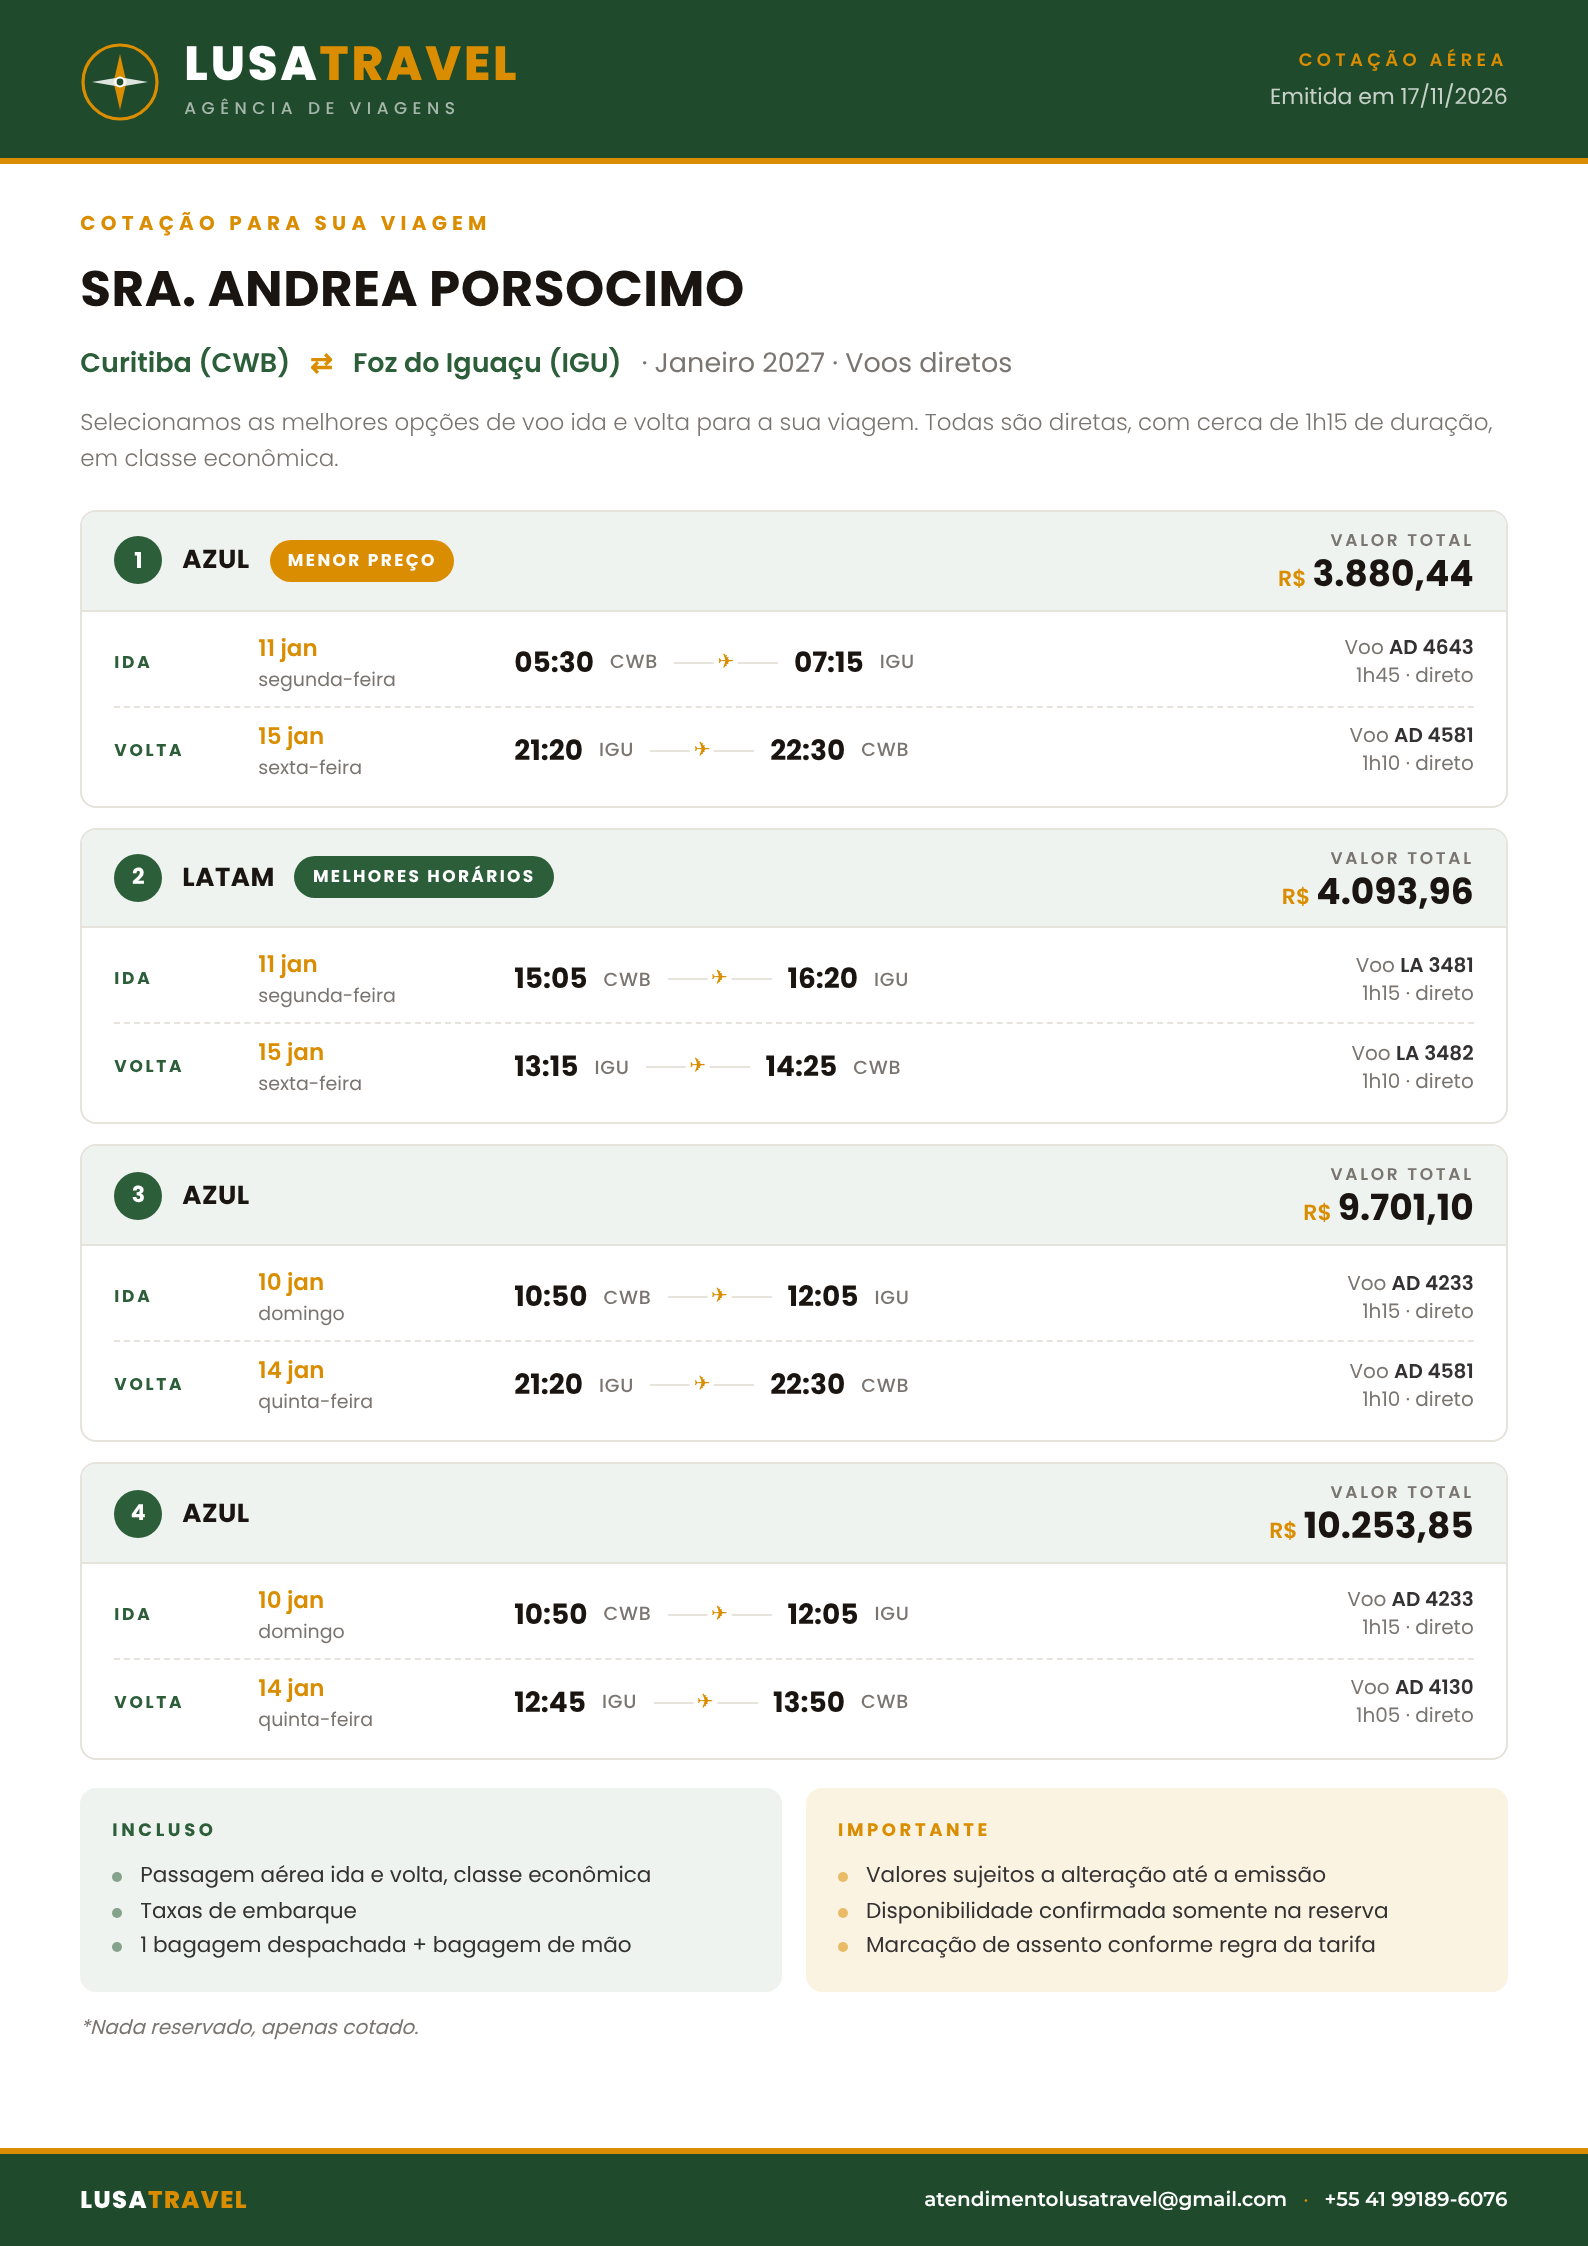 LUSATRAVEL
AGÊNCIA DE VIAGENS
COTAÇÃO AÉREA
Emitida em 17/11/2026
COTAÇÃO PARA SUA VIAGEM
SRA. ANDREA PORSOCIMO
Curitiba (CWB) ⇄ Foz do Iguaçu (IGU) · Janeiro 2027 · Voos diretos
Selecionamos as melhores opções de voo ida e volta para a sua viagem. Todas são diretas, com cerca de 1h15 de duração,
em classe econômica.
1 AZUL MENOR PREÇO
VALOR TOTAL
R$ 3.880,44
IDA
11 jan
segunda-feira
05:30 CWB ✈ 07:15 IGU
Voo AD 4643
1h45 · direto
VOLTA
15 jan
sexta-feira
21:20 IGU ✈ 22:30 CWB
Voo AD 4581
1h10 · direto
2 LATAM MELHORES HORÁRIOS
VALOR TOTAL
R$ 4.093,96
IDA
11 jan
segunda-feira
15:05 CWB ✈ 16:20 IGU
Voo LA 3481
1h15 · direto
VOLTA
15 jan
sexta-feira
13:15 IGU ✈ 14:25 CWB
Voo LA 3482
1h10 · direto
3 AZUL
VALOR TOTAL
R$ 9.701,10
IDA
10 jan
domingo
10:50 CWB ✈ 12:05 IGU
Voo AD 4233
1h15 · direto
VOLTA
14 jan
quinta-feira
21:20 IGU ✈ 22:30 CWB
Voo AD 4581
1h10 · direto
4 AZUL
VALOR TOTAL
R$ 10.253,85
IDA
10 jan
domingo
10:50 CWB ✈ 12:05 IGU
Voo AD 4233
1h15 · direto
VOLTA
14 jan
quinta-feira
12:45 IGU ✈ 13:50 CWB
Voo AD 4130
1h05 · direto
INCLUSO
Passagem aérea ida e volta, classe econômica
Taxas de embarque
1 bagagem despachada + bagagem de mão
IMPORTANTE
Valores sujeitos a alteração até a emissão
Disponibilidade confirmada somente na reserva
Marcação de assento conforme regra da tarifa
*Nada reservado, apenas cotado.
LUSATRAVEL
atendimentolusatravel@gmail.com · +55 41 99189-6076